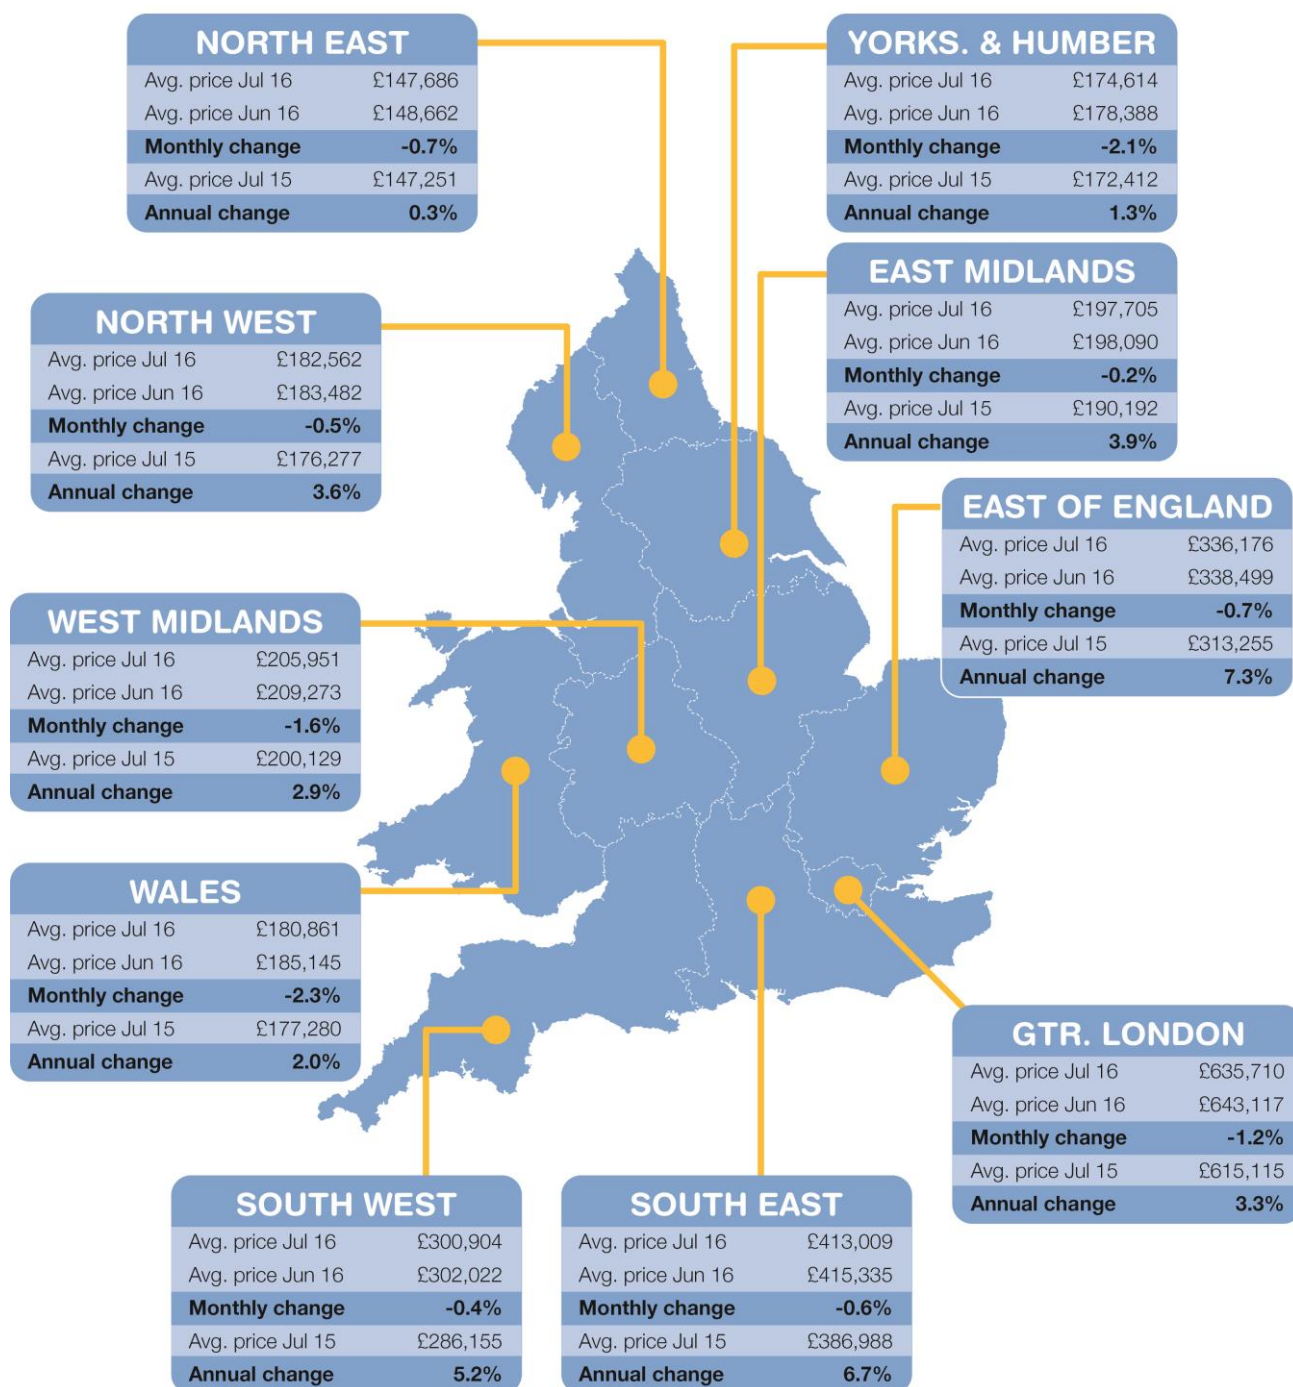 NORTH EAST
Avg. price Jul 16 £147,686
Avg. price Jun 16 £148,662
Monthly change -0.7%
Avg. price Jul 15 £147,251
Annual change 0.3%
YORKS. & HUMBER
Avg. price Jul 16 £174,614
Avg. price Jun 16 £178,388
Monthly change -2.1%
Avg. price Jul 15 £172,412
Annual change 1.3%
EAST MIDLANDS
Avg. price Jul 16 £197,705
Avg. price Jun 16 £198,090
Monthly change -0.2%
Avg. price Jul 15 £190,192
Annual change 3.9%
NORTH WEST
Avg. price Jul 16 £182,562
Avg. price Jun 16 £183,482
Monthly change -0.5%
Avg. price Jul 15 £176,277
Annual change 3.6%
EAST OF ENGLAND
Avg. price Jul 16 £336,176
Avg. price Jun 16 £338,499
Monthly change -0.7%
Avg. price Jul 15 £313,255
Annual change 7.3%
WEST MIDLANDS
Avg. price Jul 16 £205,951
Avg. price Jun 16 £209,273
Monthly change -1.6%
Avg. price Jul 15 £200,129
Annual change 2.9%
WALES
Avg. price Jul 16 £180,861
Avg. price Jun 16 £185,145
Monthly change -2.3%
Avg. price Jul 15 £177,280
Annual change 2.0%
GTR. LONDON
Avg. price Jul 16 £635,710
Avg. price Jun 16 £643,117
Monthly change -1.2%
Avg. price Jul 15 £615,115
Annual change 3.3%
SOUTH WEST
Avg. price Jul 16 £300,904
Avg. price Jun 16 £302,022
Monthly change -0.4%
Avg. price Jul 15 £286,155
Annual change 5.2%
SOUTH EAST
Avg. price Jul 16 £413,009
Avg. price Jun 16 £415,335
Monthly change -0.6%
Avg. price Jul 15 £386,988
Annual change 6.7%